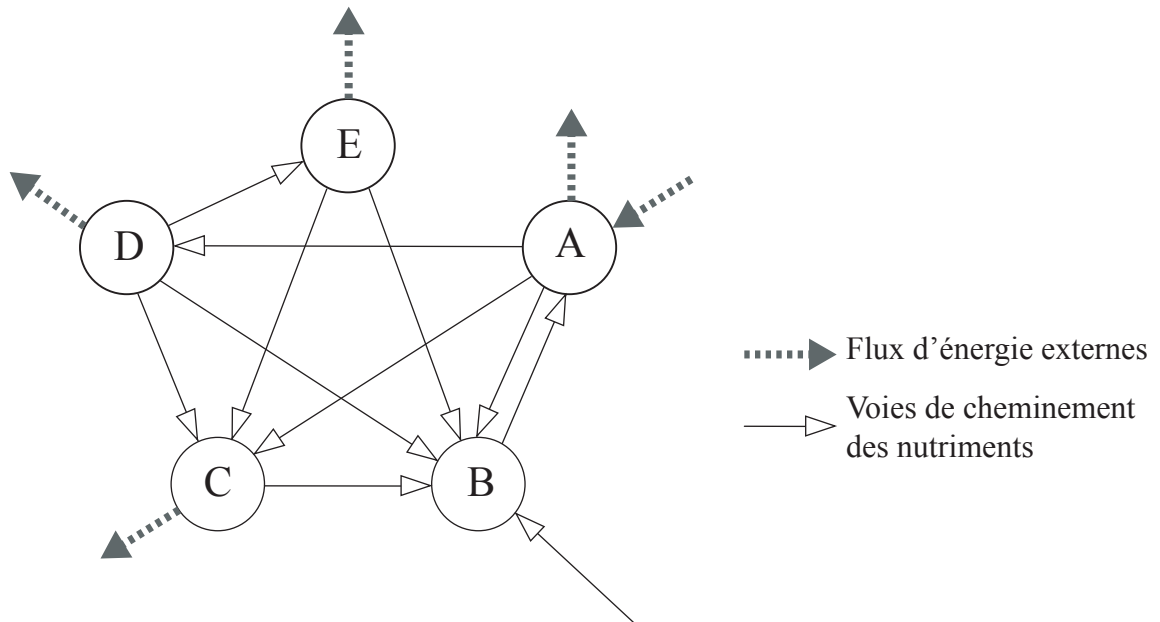 E
A
D
C
B
Flux d’énergie externes
Voies de cheminement
des nutriments